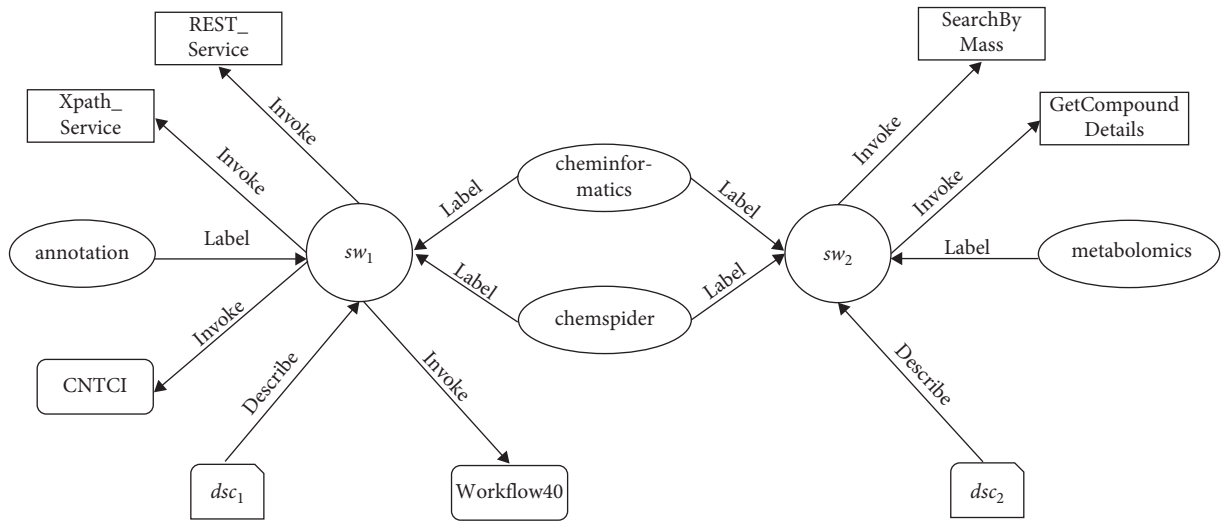 REST_
Service
SearchBy
Mass
Xpath_
Service
Invoke
Invoke
GetCompound
Details
Invoke
cheminfor-
matics
Invoke
Label
Label
annotation
Label
sw₁
sw₂
Label
metabolomics
Label
Label
chemspider
Invoke
CNTCI
Describe
Invoke
Describe
dsc₁
Workflow40
dsc₂